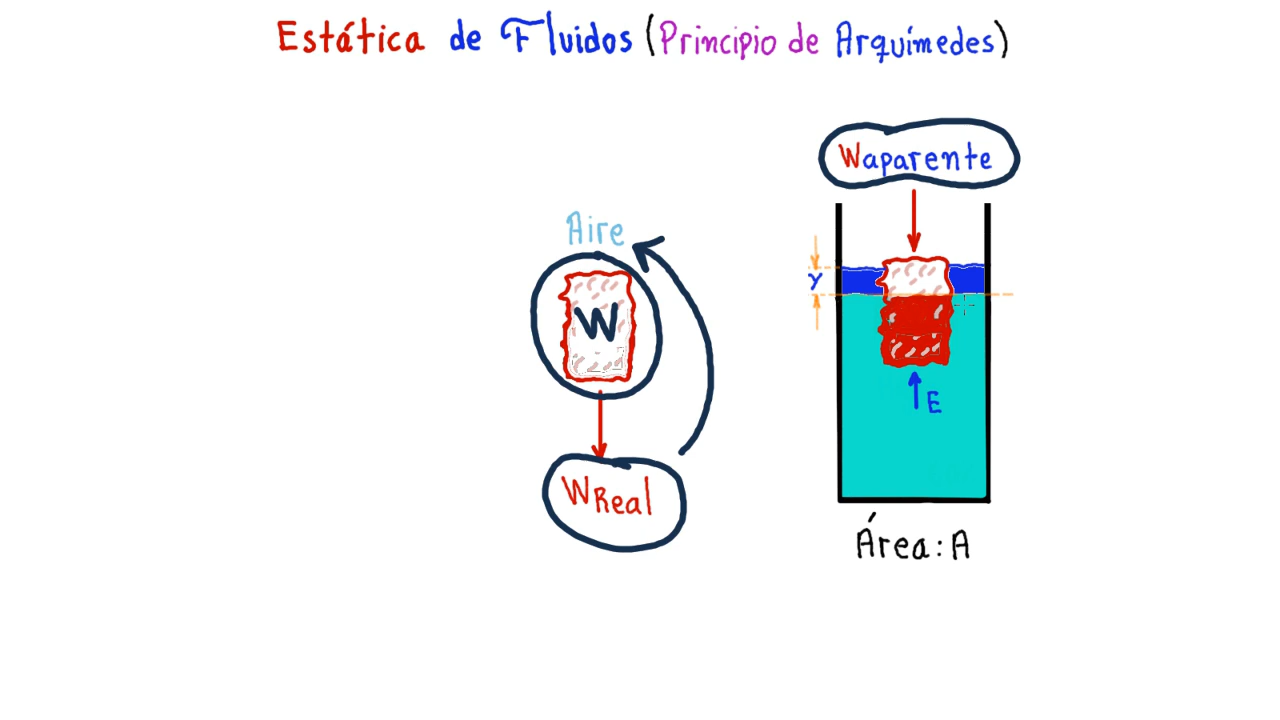 Estática de Fluidos (Principio de Arquímedes)
Waparente
Aire
W
y
E
WReal
Área: A